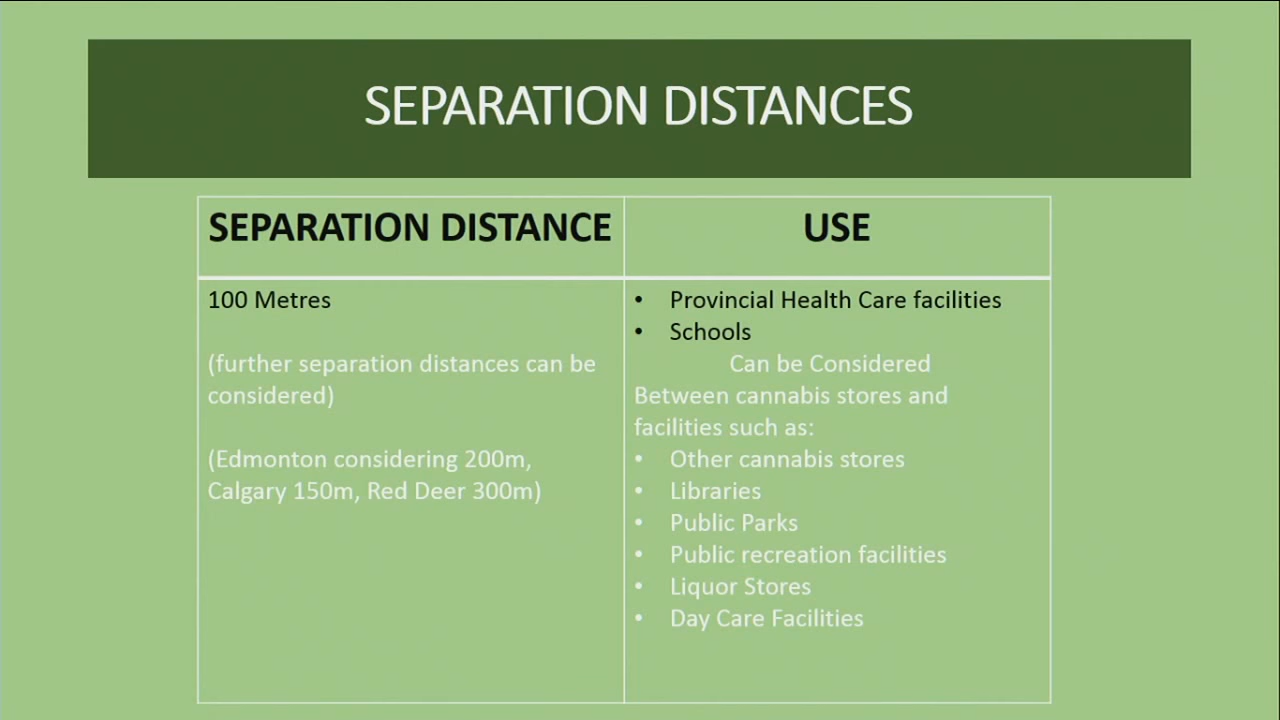 SEPARATION DISTANCES
SEPARATION DISTANCE
USE
100 Metres
(further separation distances can be
considered)
(Edmonton considering 200m,
Calgary 150m, Red Deer 300m)
• Provincial Health Care facilities
• Schools
Can be Considered
Between cannabis stores and
facilities such as:
• Other cannabis stores
• Libraries
• Public Parks
• Public recreation facilities
• Liquor Stores
• Day Care Facilities